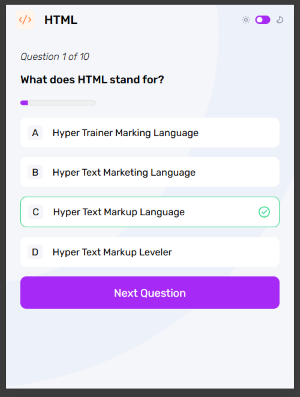 </> HTML
Question 1 of 10
What does HTML stand for?
A Hyper Trainer Marking Language
B Hyper Text Marketing Language
C Hyper Text Markup Language
D Hyper Text Markup Leveler
Next Question